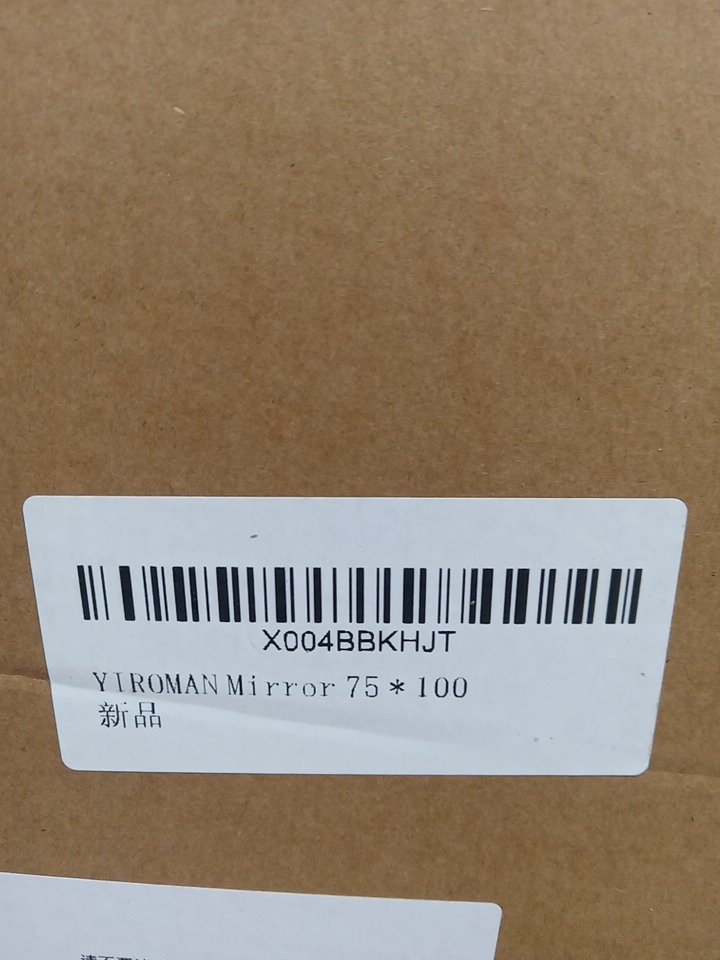 X004BBKHJT
YIROMAN Mirror 75*100
新品